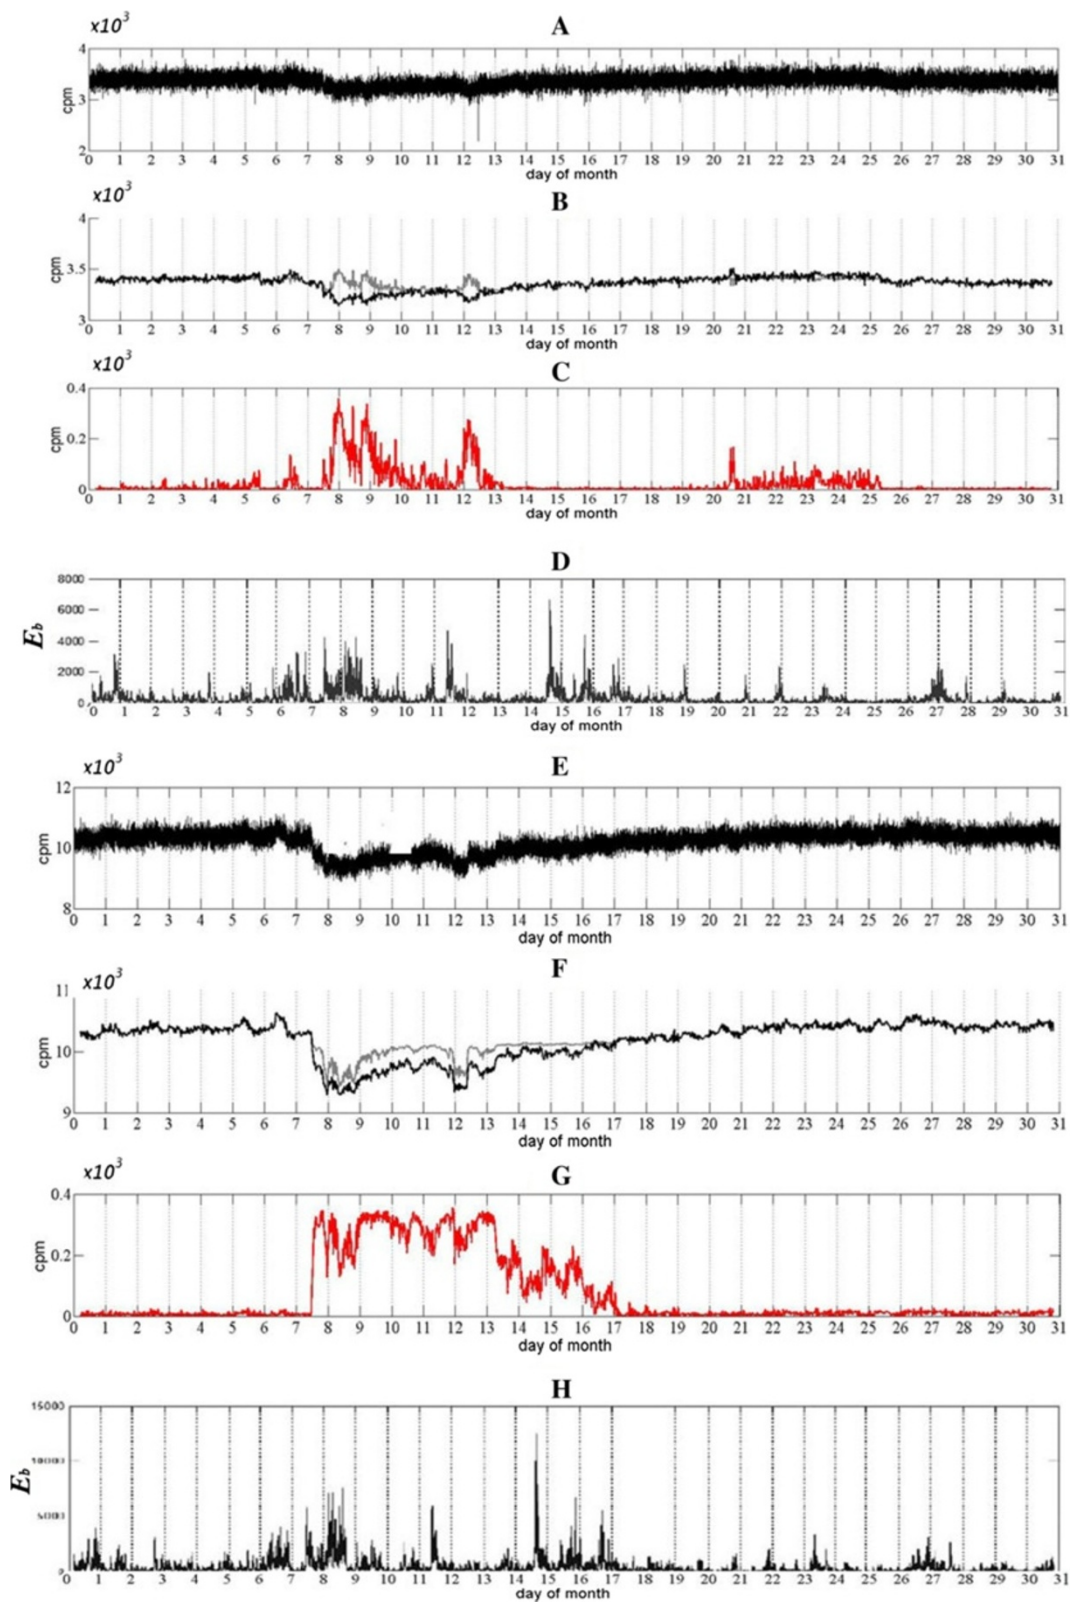 A
x10³
4
cpm
3
2
0 1 2 3 4 5 6 7 8 9 10 11 12 13 14 15 16 17 18 19 20 21 22 23 24 25 26 27 28 29 30 31
day of month
B
x10³
4
3.5
cpm
3
0 1 2 3 4 5 6 7 8 9 10 11 12 13 14 15 16 17 18 19 20 21 22 23 24 25 26 27 28 29 30 31
day of month
C
x10³
0.4
cpm
0.2
0
0 1 2 3 4 5 6 7 8 9 10 11 12 13 14 15 16 17 18 19 20 21 22 23 24 25 26 27 28 29 30 31
day of month
D
8000
6000
Eb
4000
2000
0
0 1 2 3 4 5 6 7 8 9 10 11 12 13 14 15 16 17 18 19 20 21 22 23 24 25 26 27 28 29 30 31
day of month
E
x10³
12
cpm
10
8
0 1 2 3 4 5 6 7 8 9 10 11 12 13 14 15 16 17 18 19 20 21 22 23 24 25 26 27 28 29 30 31
day of month
F
x10³
11
cpm
10
9
0 1 2 3 4 5 6 7 8 9 10 11 12 13 14 15 16 17 18 19 20 21 22 23 24 25 26 27 28 29 30 31
day of month
G
x10³
0.4
cpm
0.2
0
0 1 2 3 4 5 6 7 8 9 10 11 12 13 14 15 16 17 18 19 20 21 22 23 24 25 26 27 28 29 30 31
day of month
H
15000
10000
Eb
5000
0
0 1 2 3 4 5 6 7 8 9 10 11 12 13 14 15 16 17 18 19 20 21 22 23 24 25 26 27 28 29 30 31
day of month